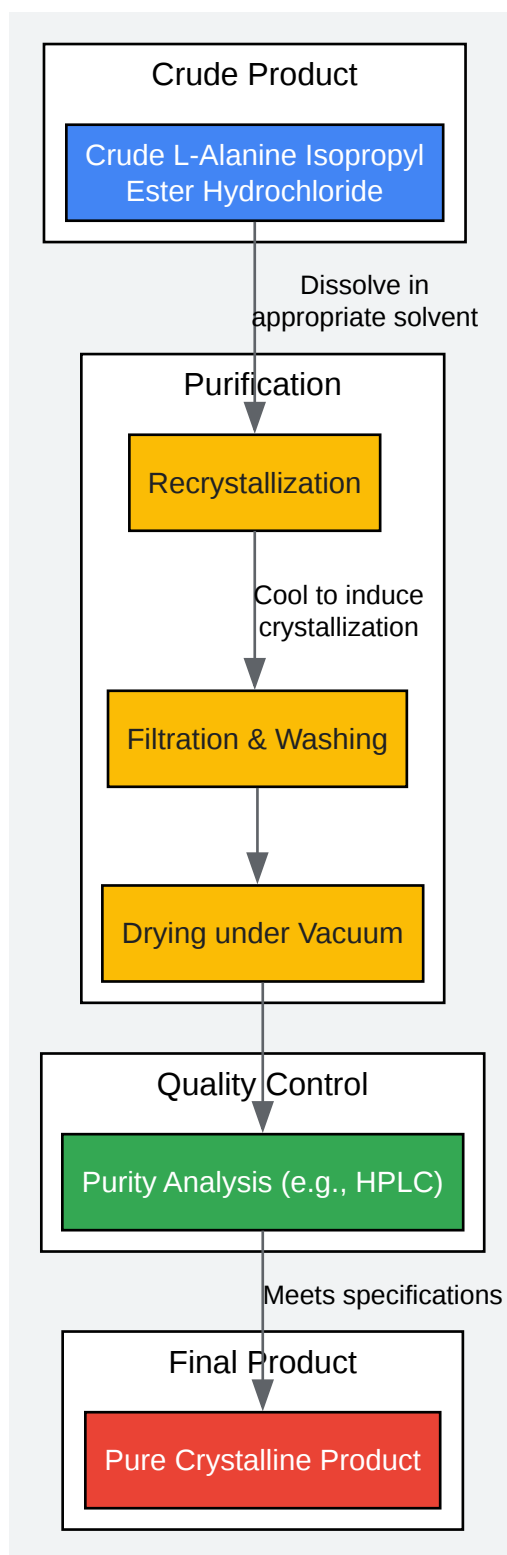 Crude Product
Crude L-Alanine Isopropyl
Ester Hydrochloride
Dissolve in
appropriate solvent
Purification
Recrystallization
Cool to induce
crystallization
Filtration & Washing
Drying under Vacuum
Quality Control
Purity Analysis (e.g., HPLC)
Meets specifications
Final Product
Pure Crystalline Product